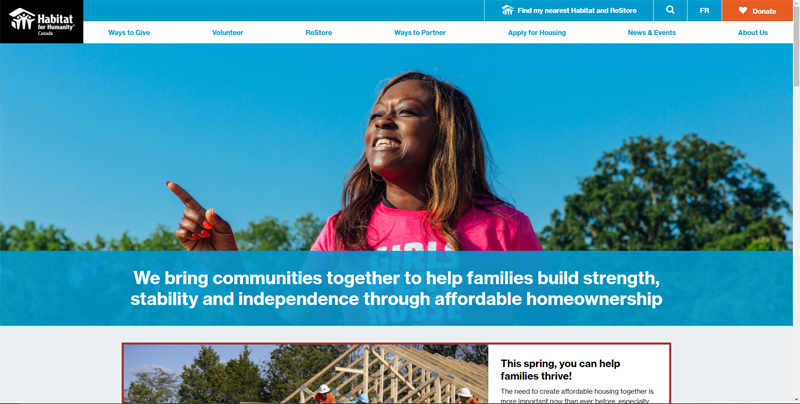 Habitat
for Humanity®
Canada
Find my nearest Habitat and ReStore
FR
Donate
Ways to Give
Volunteer
ReStore
Ways to Partner
Apply for Housing
News & Events
About Us
GIRLS
HOUSE
We bring communities together to help families build strength,
stability and independence through affordable homeownership
This spring, you can help
families thrive!
The need to create affordable housing together is
more important now than ever before, especially